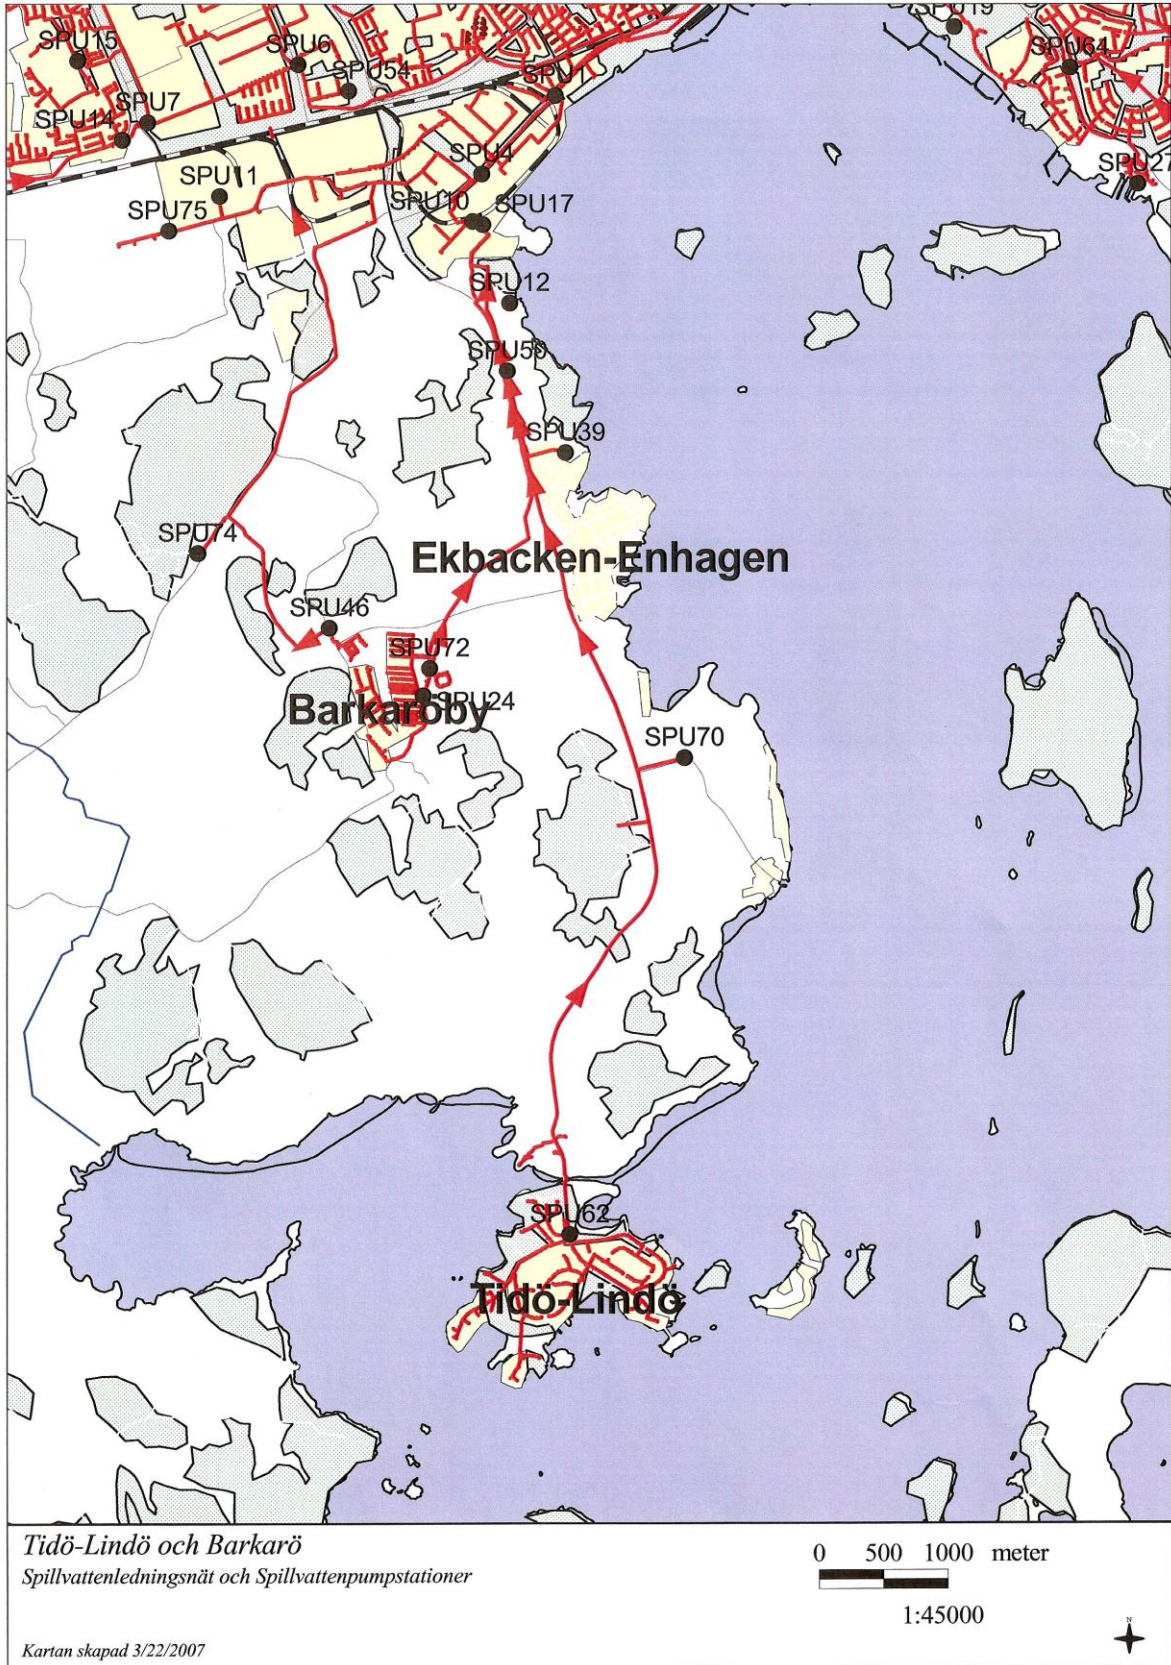 SPU19
SPU15
SPU6
SPU64
SPU54
SPU1
SPU7
SPU14
SPU4
SPU27
SPU11
SPU10
SPU17
SPU75
SPU12
SPU50
SPU39
SPU74
Ekbacken-Enhagen
SPU46
SPU72
SPU24
Barkaröby
SPU70
SPU62
Tidö-Lindö
Tidö-Lindö och Barkarö
Spillvattenledningsnät och Spillvattenpumpstationer
0 500 1000 meter
1:45000
N
Kartan skapad 3/22/2007